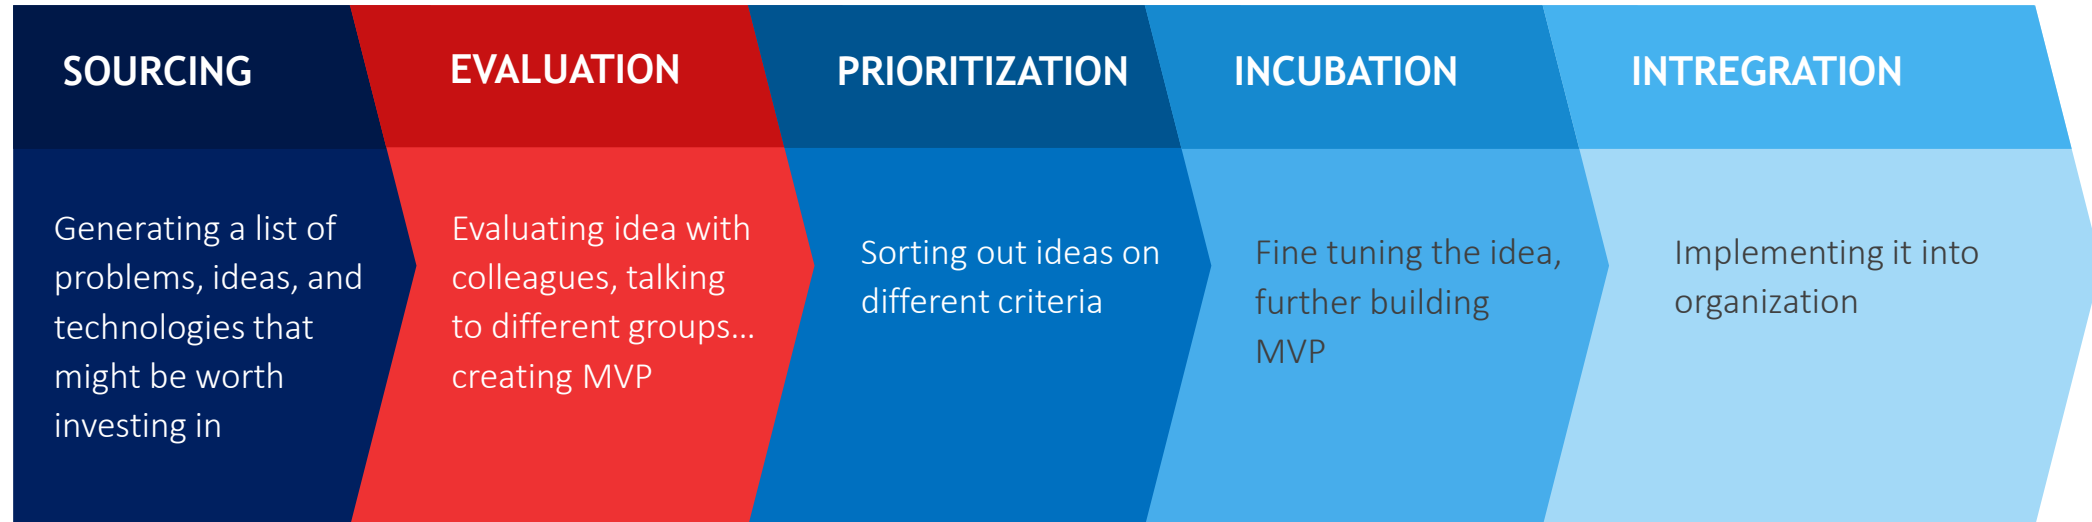 SOURCING
Generating a list of
problems, ideas, and
technologies that
might be worth
investing in
EVALUATION
Evaluating idea with
colleagues, talking
to different groups…
creating MVP
PRIORITIZATION
Sorting out ideas on
different criteria
INCUBATION
Fine tuning the idea,
further building
MVP
INTREGRATION
Implementing it into
organization